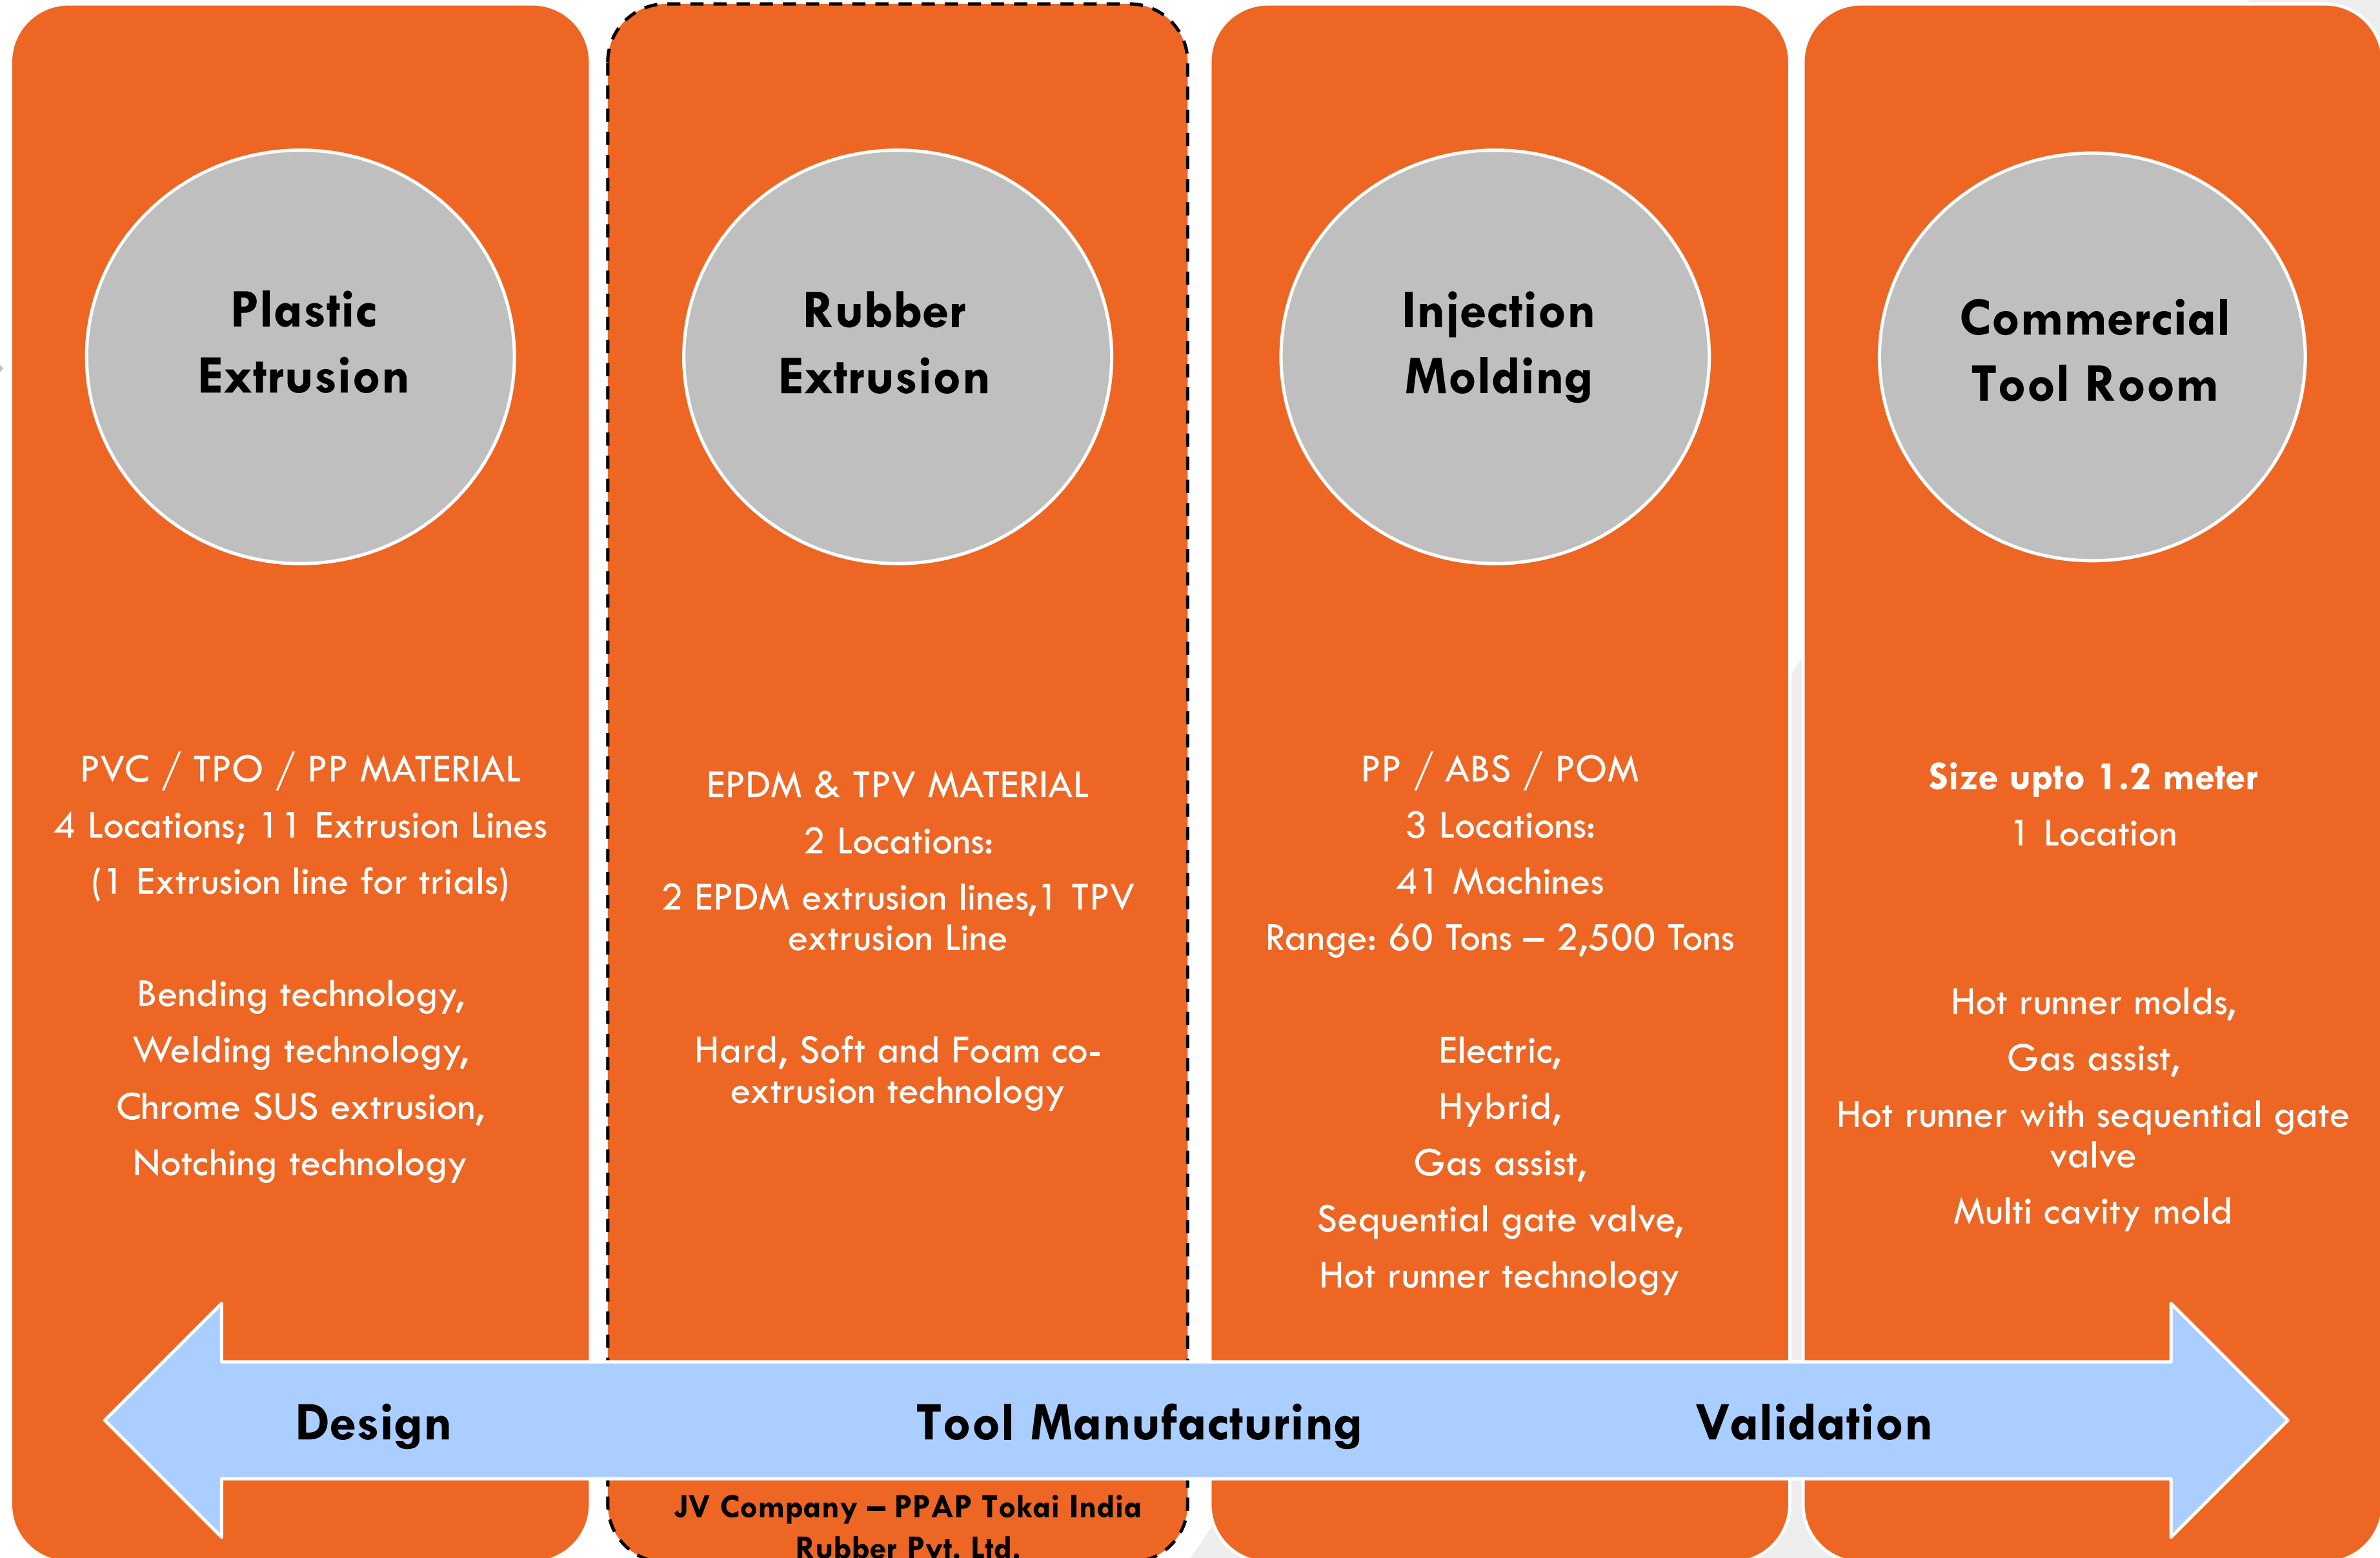 Plastic
Extrusion
PVC / TPO / PP MATERIAL
4 Locations; 11 Extrusion Lines
(1 Extrusion line for trials)
Bending technology,
Welding technology,
Chrome SUS extrusion,
Notching technology
Rubber
Extrusion
EPDM & TPV MATERIAL
2 Locations:
2 EPDM extrusion lines,1 TPV
extrusion Line
Hard, Soft and Foam co-
extrusion technology
Injection
Molding
PP / ABS / POM
3 Locations:
41 Machines
Range: 60 Tons – 2,500 Tons
Electric,
Hybrid,
Gas assist,
Sequential gate valve,
Hot runner technology
Commercial
Tool Room
Size upto 1.2 meter
1 Location
Hot runner molds,
Gas assist,
Hot runner with sequential gate
valve
Multi cavity mold
Design
Tool Manufacturing
Validation
JV Company – PPAP Tokai India
Rubber Pvt. Ltd.